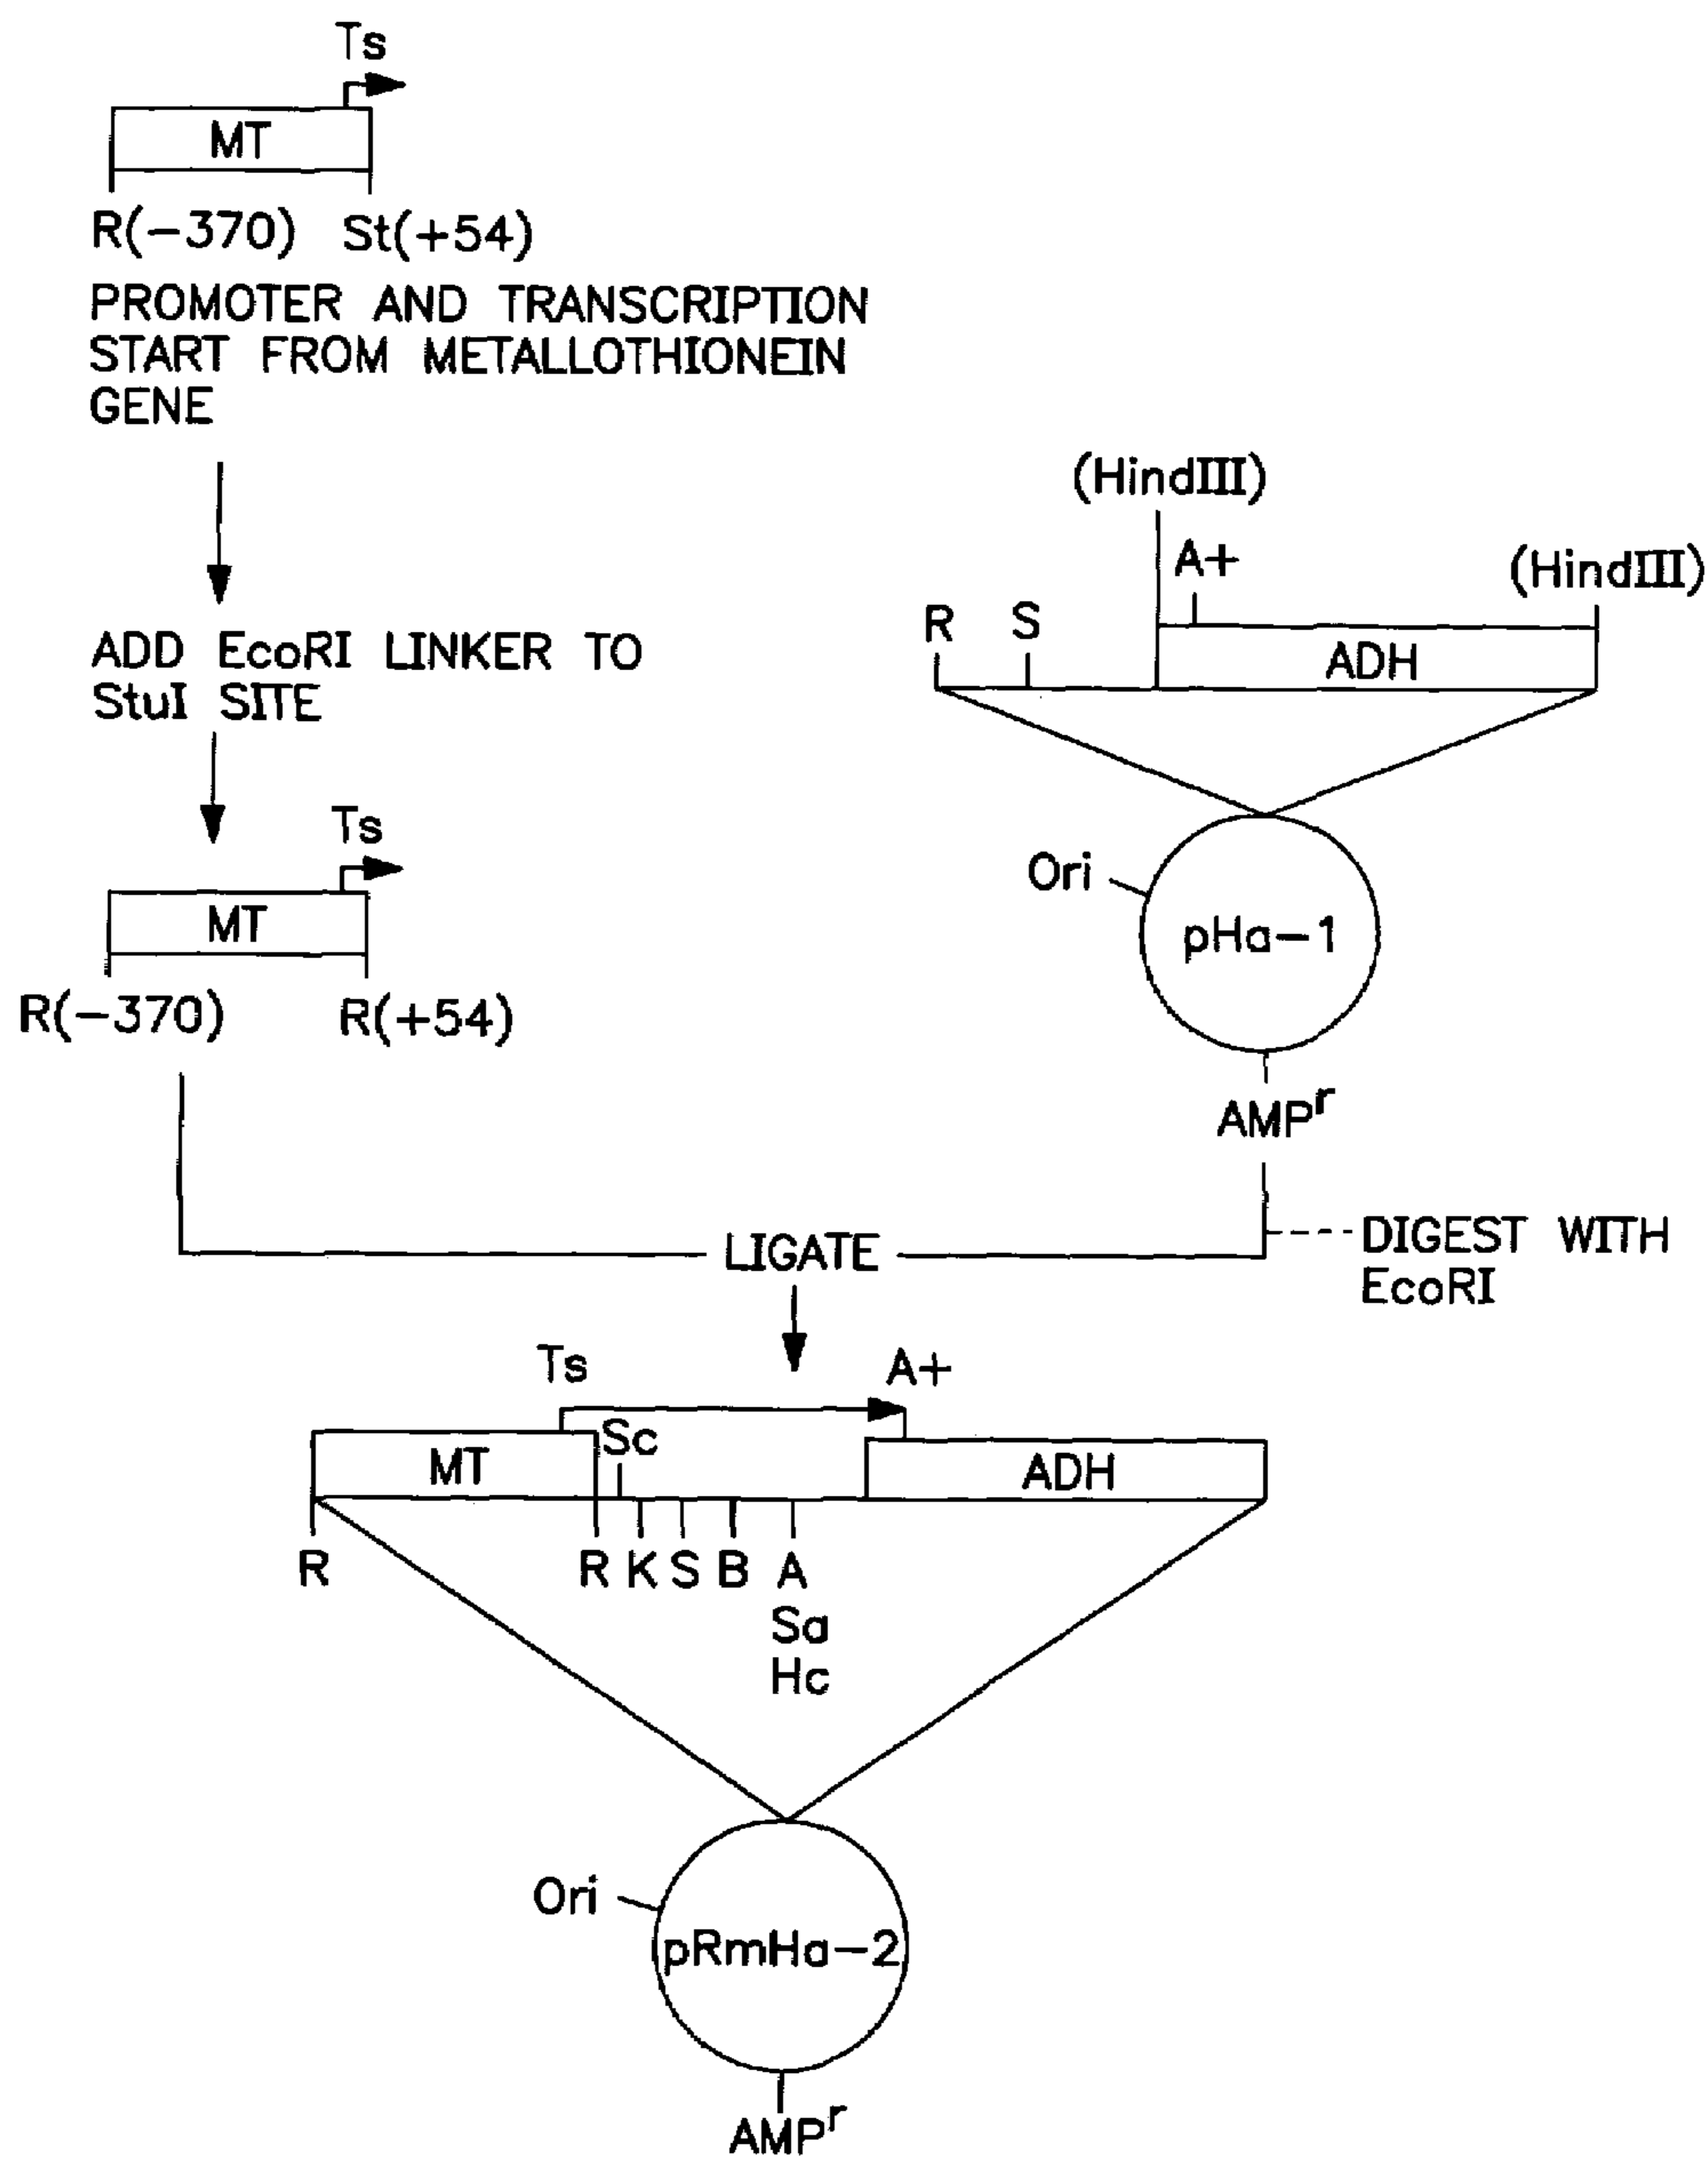 Ts
MT
R(-370) St(+54)
PROMOTER AND TRANSCRIPTION
START FROM METALLOTHIONEIN
GENE
ADD EcoRI LINKER TO
StuI SITE
Ts
MT
R(-370) R(+54)
(HindIII)
A+
(HindIII)
R S
ADH
Ori
pHa-1
AMPr
LIGATE
DIGEST WITH
EcoRI
Ts A+
Sc
MT ADH
R R K S B A
Sa
Hc
Ori
pRmHa-2
AMPr